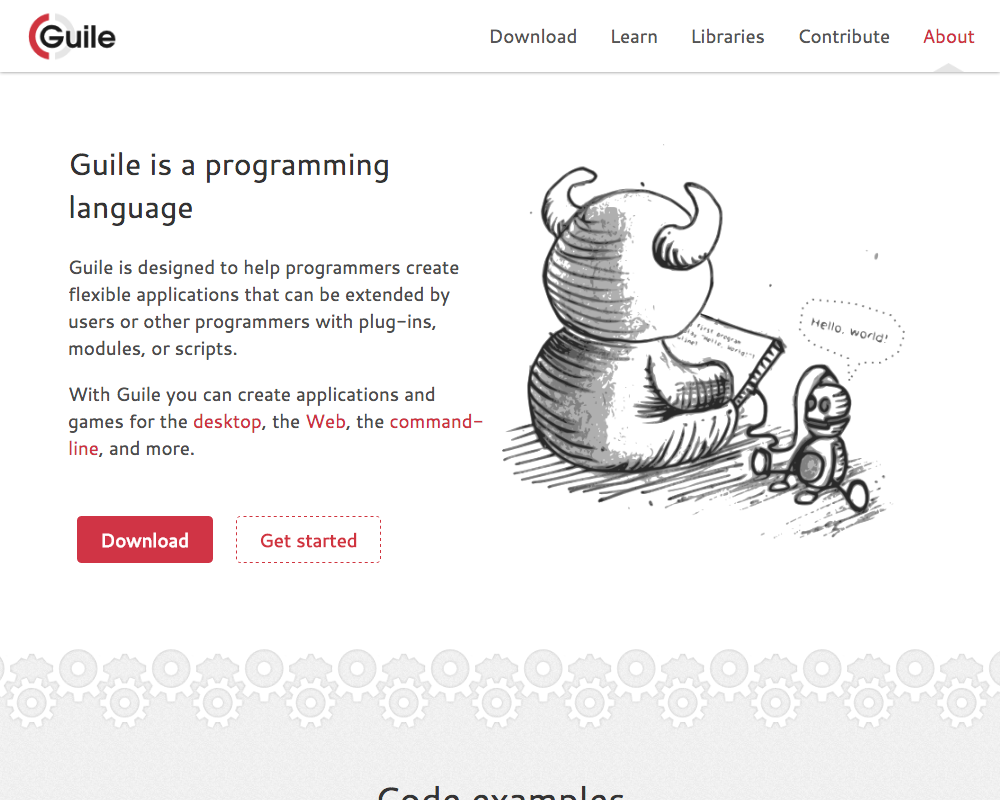 Guile
Download Learn Libraries Contribute About
Guile is a programming
language
Guile is designed to help programmers create
flexible applications that can be extended by
users or other programmers with plug-ins,
modules, or scripts.
With Guile you can create applications and
games for the desktop, the Web, the command-
line, and more.
Download Get started
First program
Hello, world!
Code examples